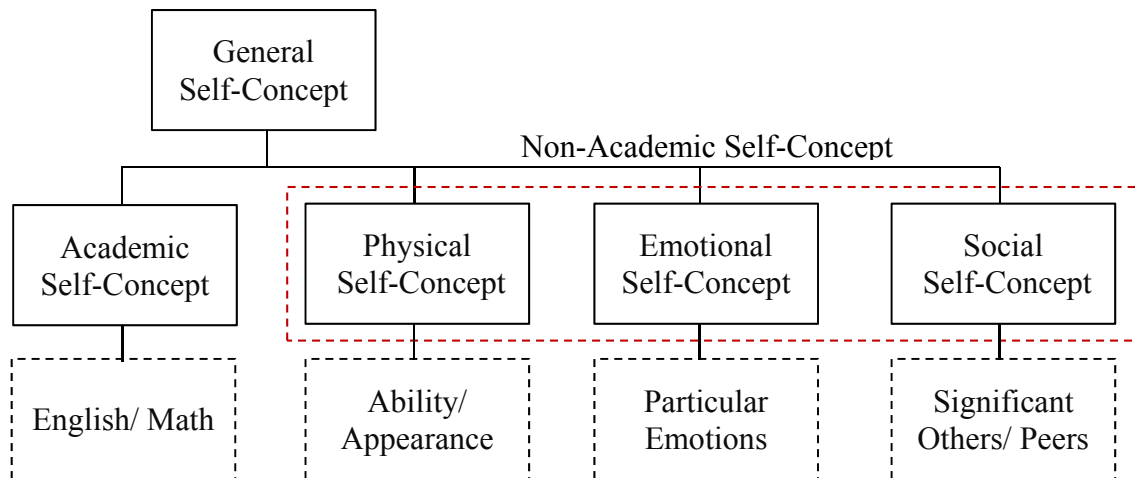 General
Self-Concept
Non-Academic Self-Concept
Academic
Self-Concept
Physical
Self-Concept
Emotional
Self-Concept
Social
Self-Concept
English/ Math
Ability/
Appearance
Particular
Emotions
Significant
Others/ Peers